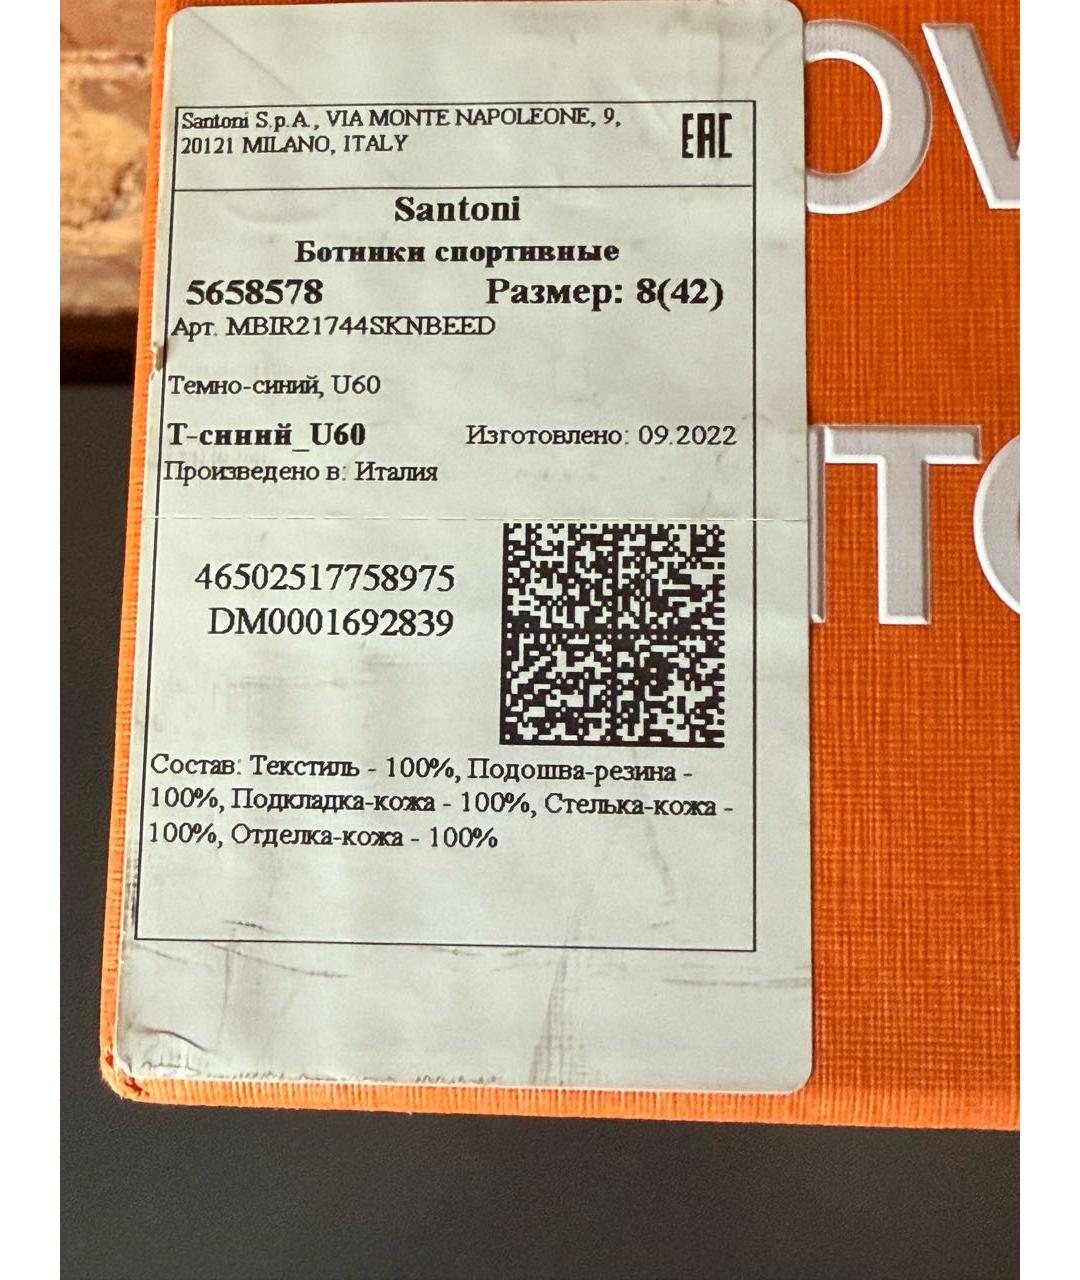 Santoni S.p.A., VIA MONTE NAPOLEONE, 9,
20121 MILANO, ITALY
EAC
Santoni
Ботинки спортивные
5658578 Размер: 8(42)
Арт. MBIR21744SKNBEED
Темно-синий, U60
Т-синий_U60 Изготовлено: 09.2022
Произведено в: Италия
46502517758975
DM0001692839
Состав: Текстиль - 100%, Подошва-резина -
100%, Подкладка-кожа - 100%, Стелька-кожа -
100%, Отделка-кожа - 100%